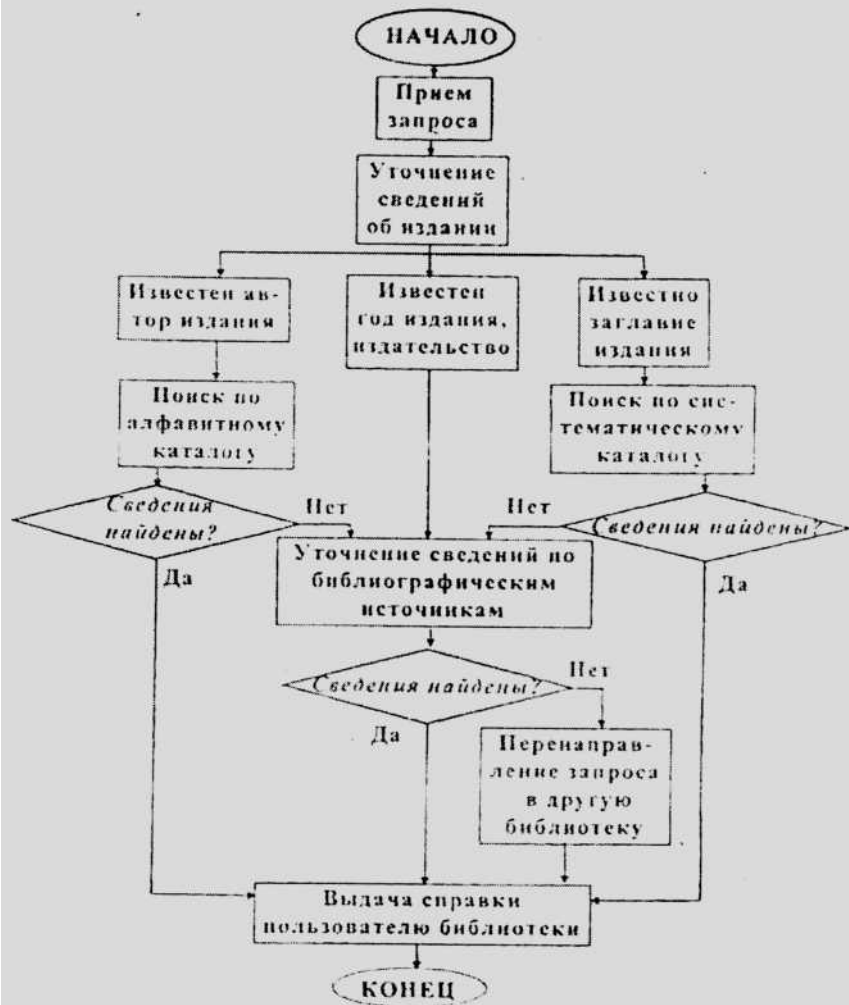 НАЧАЛО
Прием
запроса
Уточнение
сведений
об издании
Известен ав-
тор издания
Известен
год издания,
издательство
Известно
заглавие
издания
Поиск по
алфавитному
каталогу
Поиск по сис-
тематическому
каталогу
Сведения
найдены?
Нет
Нет
Сведения найдены?
Да
Уточнение сведений по
библиографическим
источникам
Да
Сведения найдены?
Нет
Да
Перенаправ-
ление запроса
в другую
библиотеку
Выдача справки
пользователю библиотеки
КОНЕЦ